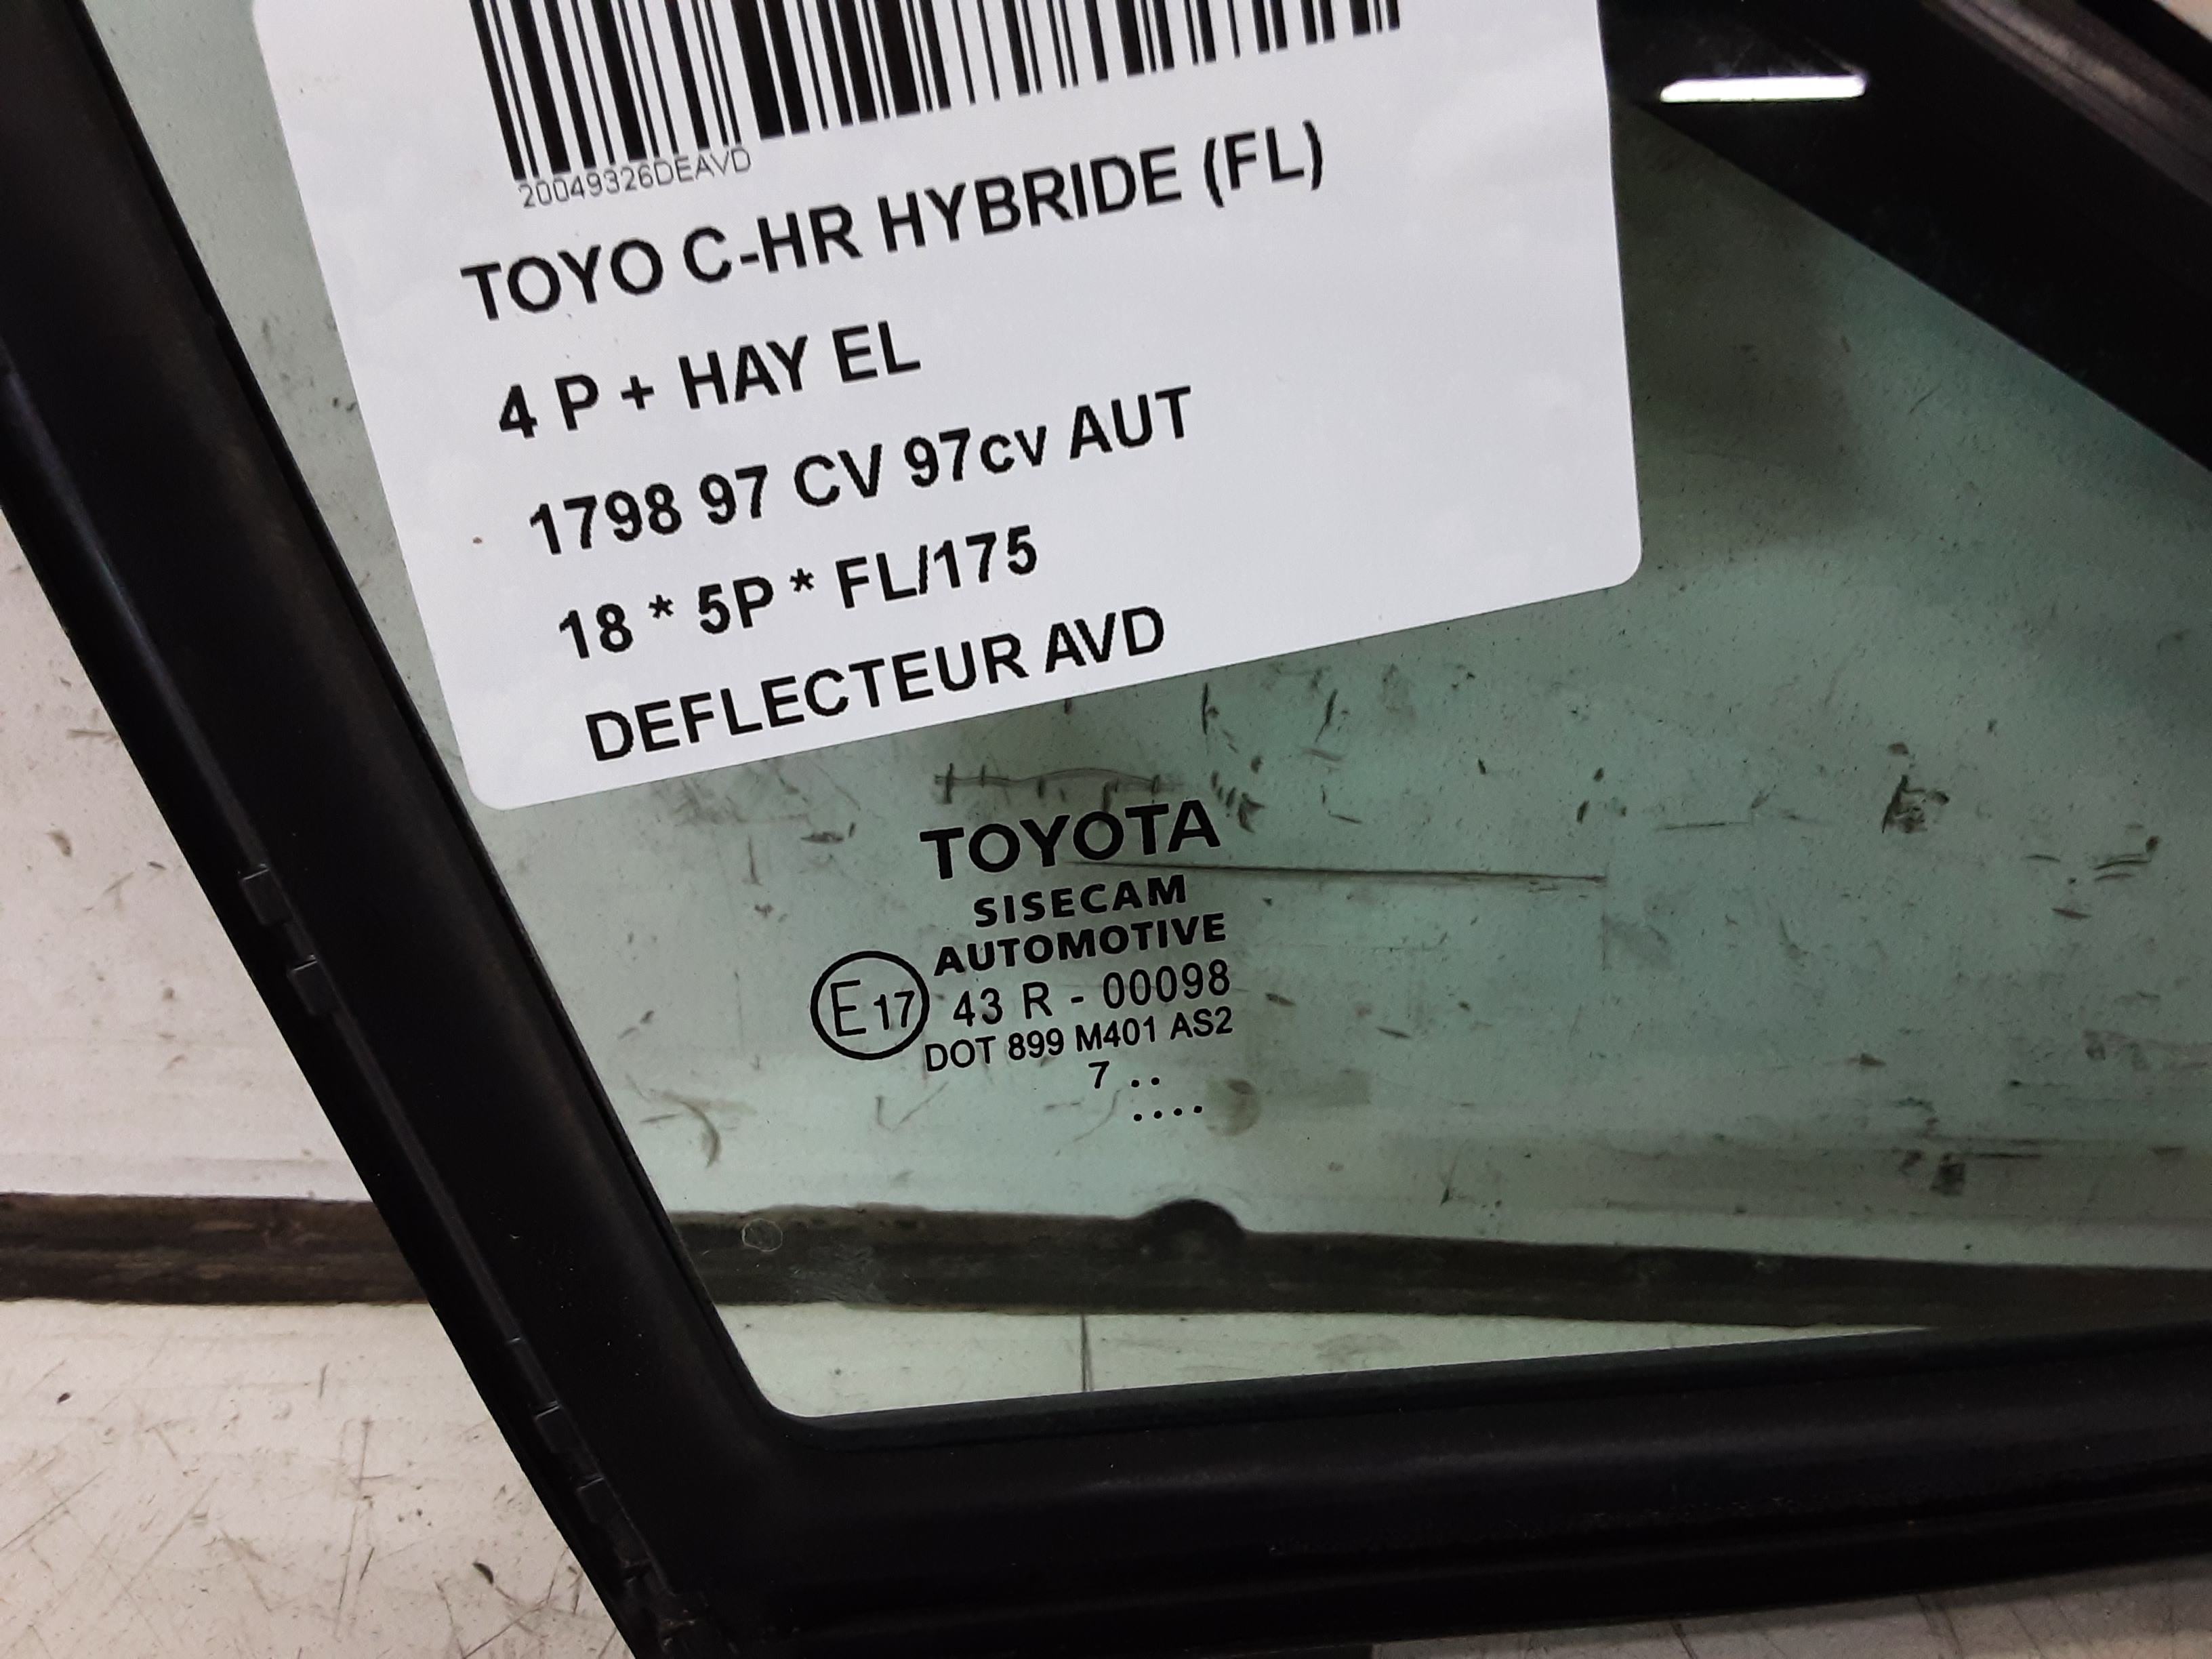 20049326DEAVD
TOYO C-HR HYBRIDE (FL)
4 P + HAY EL
1798 97 CV 97cv AUT
18 * 5P * FL/175
DEFLECTEUR AVD
TOYOTA
SISECAM
AUTOMOTIVE
E17 43 R - 00098
DOT 899 M401 AS2
7 ..
....